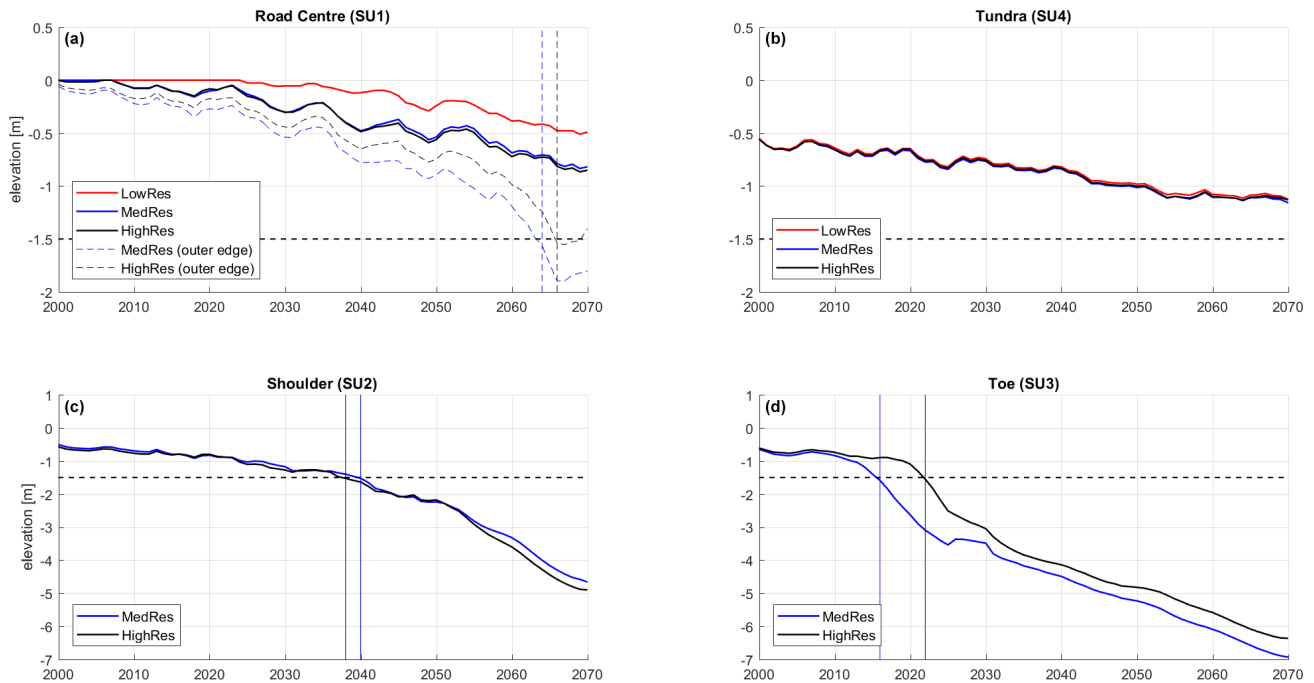 Road Centre (SU1)
(a)
0.5
0
-0.5
-1
-1.5
-2
elevation [m]
LowRes
MedRes
HighRes
MedRes (outer edge)
HighRes (outer edge)
2000 2010 2020 2030 2040 2050 2060 2070
Tundra (SU4)
(b)
0.5
0
-0.5
-1
-1.5
-2
LowRes
MedRes
HighRes
2000 2010 2020 2030 2040 2050 2060 2070
Shoulder (SU2)
(c)
1
0
-1
-2
-3
-4
-5
-6
-7
elevation [m]
MedRes
HighRes
2000 2010 2020 2030 2040 2050 2060 2070
Toe (SU3)
(d)
1
0
-1
-2
-3
-4
-5
-6
-7
MedRes
HighRes
2000 2010 2020 2030 2040 2050 2060 2070